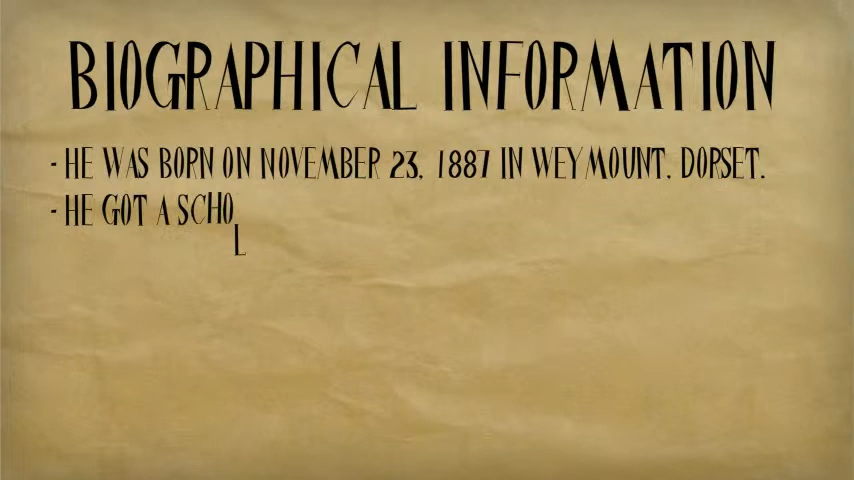 BIOGRAPHICAL INFORMATION
- HE WAS BORN ON NOVEMBER 23, 1887 IN WEYMOUNT, DORSET.
- HE GOT A SCHO
L